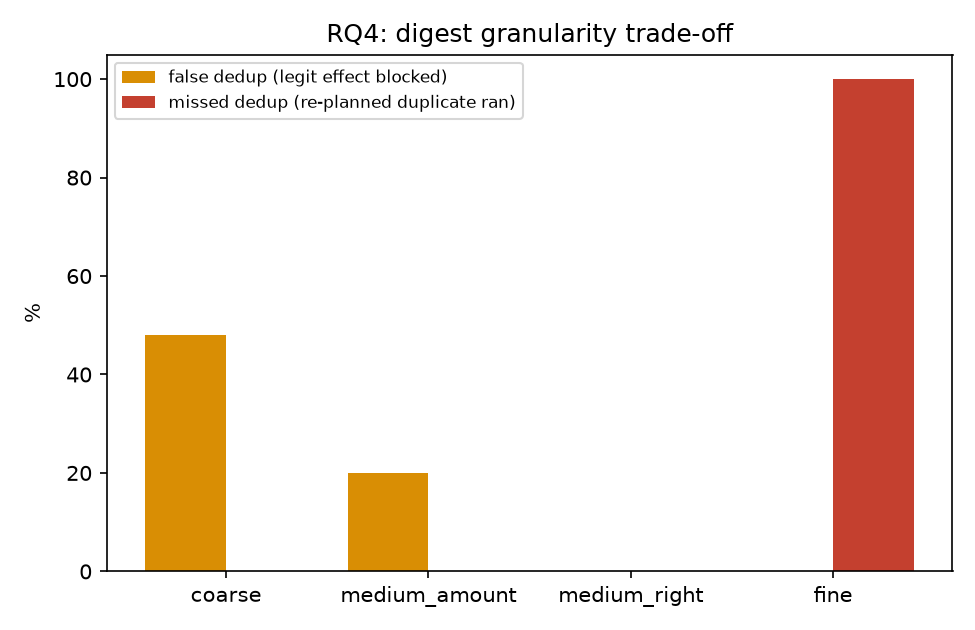 RQ4: digest granularity trade-off
false dedup (legit effect blocked)
missed dedup (re-planned duplicate ran)
%
100
80
60
40
20
0
coarse medium_amount medium_right fine